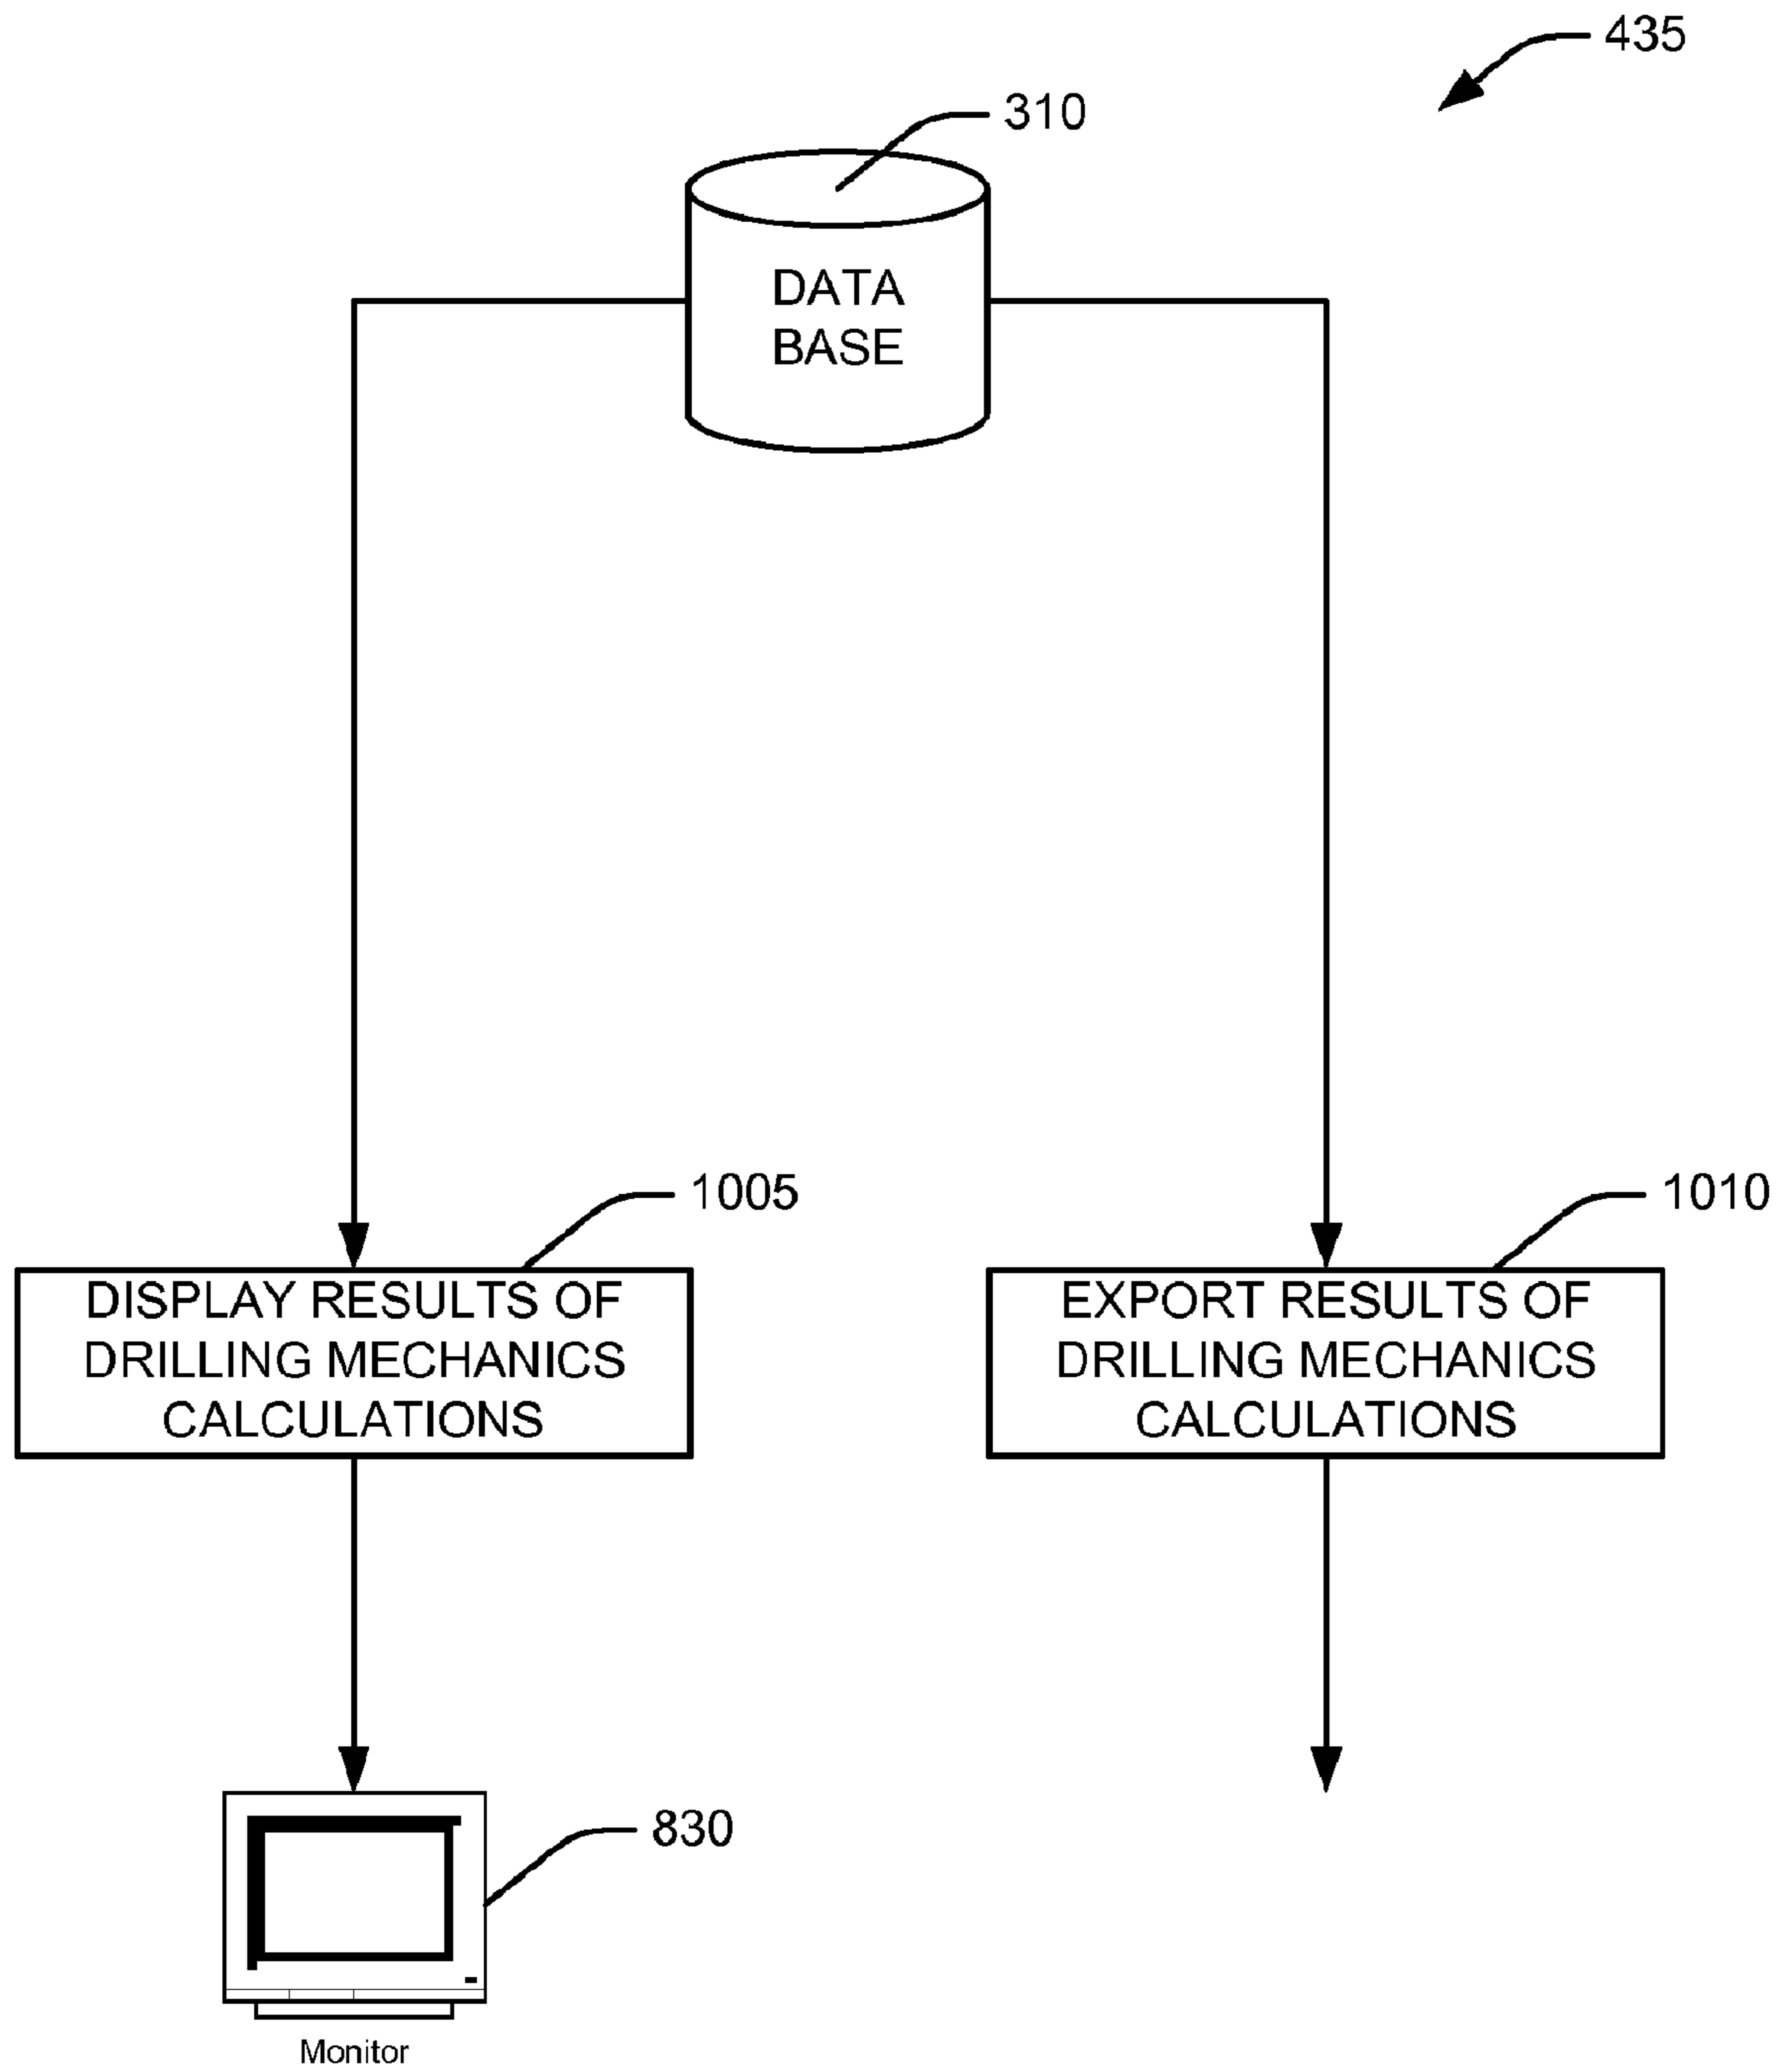 435
310
DATA
BASE
1005
1010
DISPLAY RESULTS OF
DRILLING MECHANICS
CALCULATIONS
EXPORT RESULTS OF
DRILLING MECHANICS
CALCULATIONS
830
Monitor